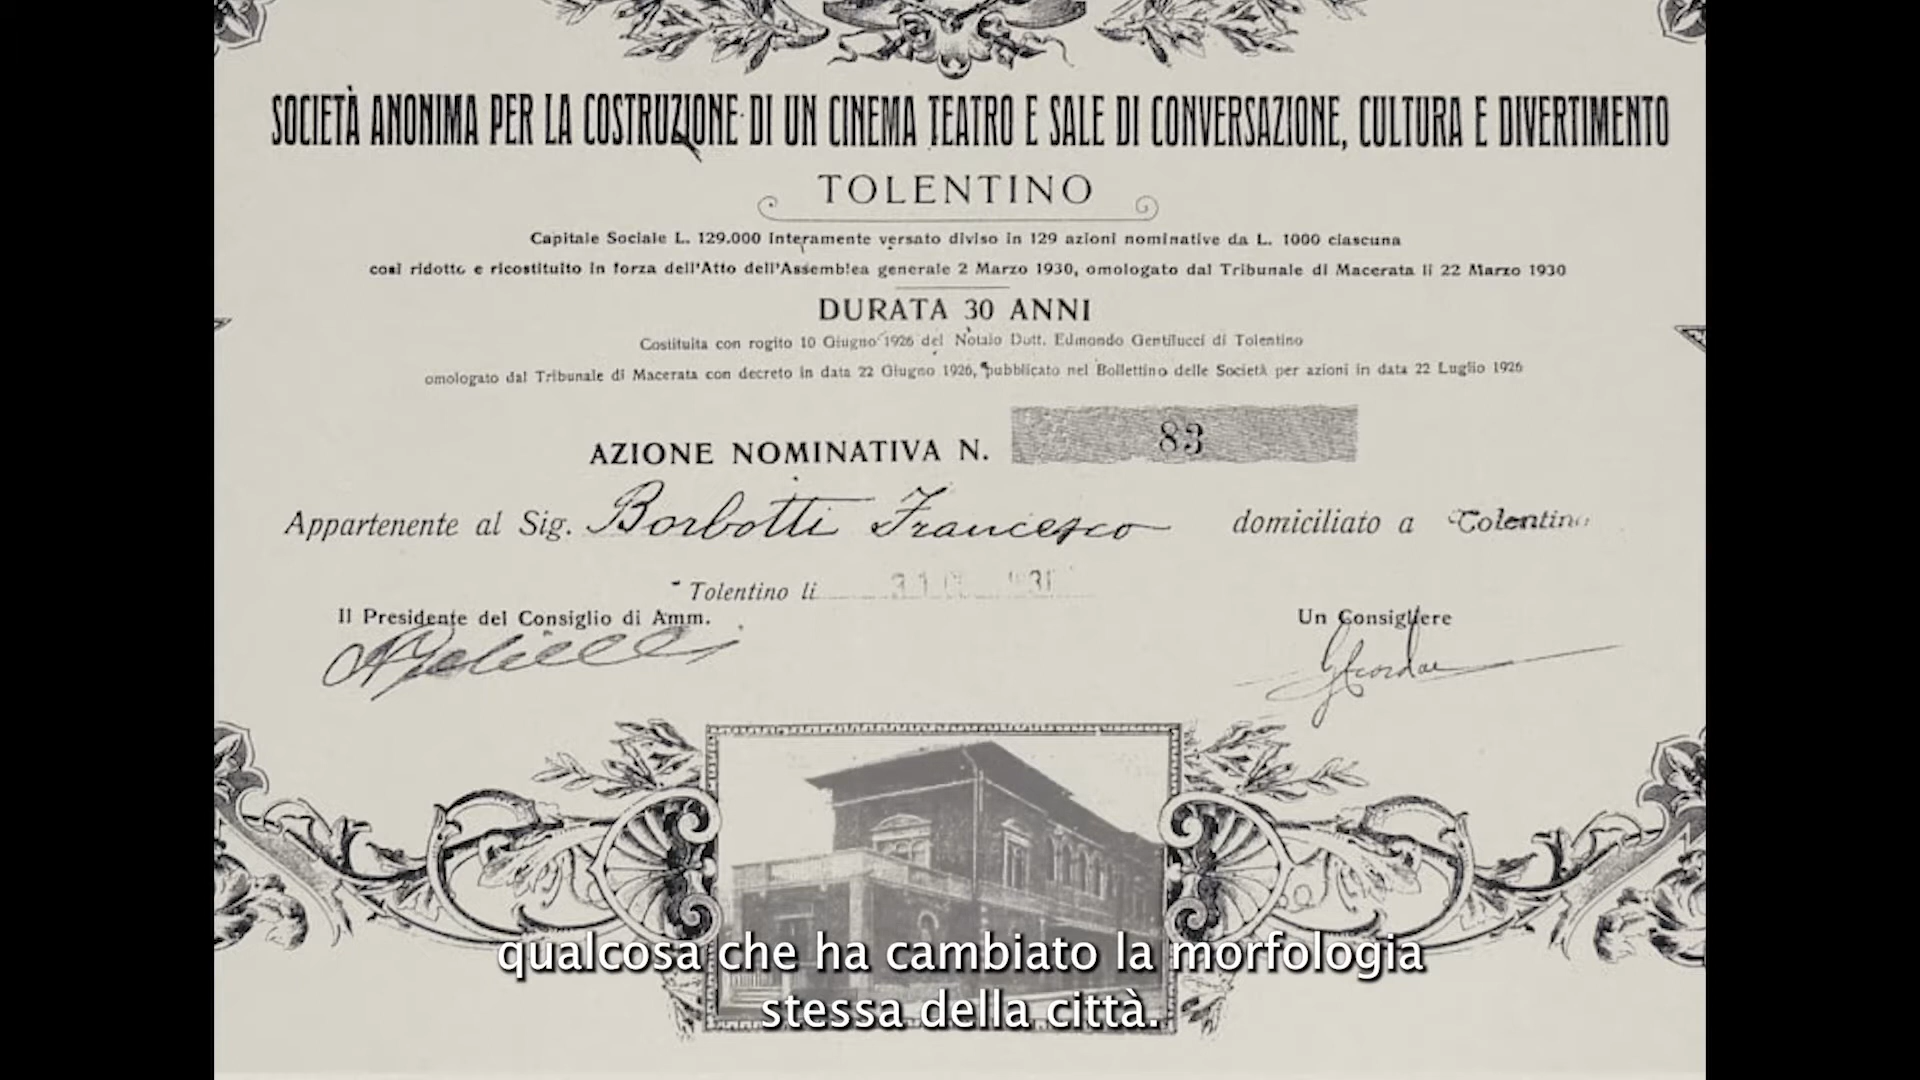 SOCIETÀ ANONIMA PER LA COSTRUZIONE DI UN CINEMA TEATRO E SALE DI CONVERSAZIONE, CULTURA E DIVERTIMENTO
TOLENTINO
Capitale Sociale L. 129.000 interamente versato diviso in 129 azioni nominative da L. 1000 ciascuna
così ridotto e ricostituito in forza dell'Atto dell'Assemblea generale 2 Marzo 1930, omologato dal Tribunale di Macerata li 22 Marzo 1930
DURATA 30 ANNI
Costituita con rogito 10 Giugno 1926 del Notaio Dott. Edmondo Gentilucci di Tolentino
omologato dal Tribunale di Macerata con decreto in data 22 Giugno 1926, pubblicato nel Bollettino delle Società per azioni in data 22 Luglio 1926
AZIONE NOMINATIVA N. 83
Appartenente al Sig. Borbotti Francesco domiciliato a Tolentino
Tolentino li
Il Presidente del Consiglio di Amm. Un Consigliere
qualcosa che ha cambiato la morfologia
stessa della città.